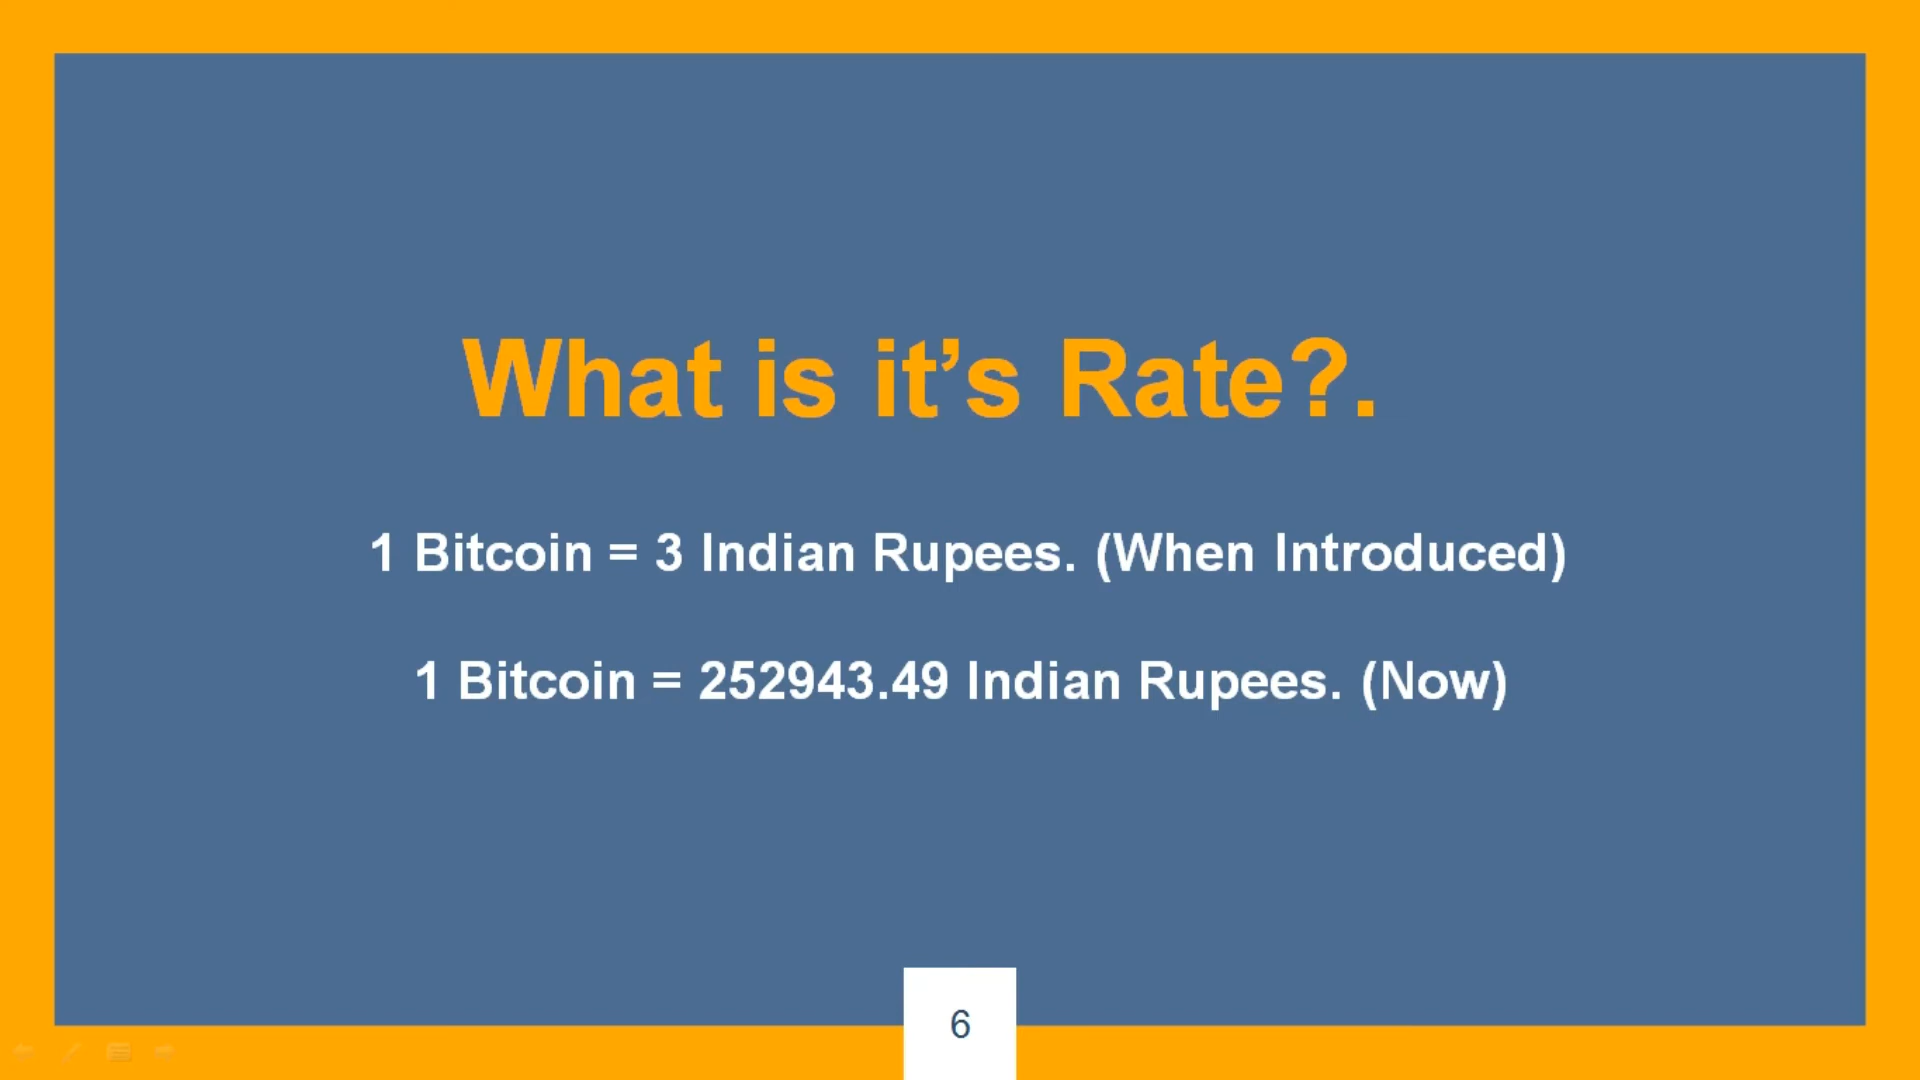 What is it’s Rate?.
1 Bitcoin = 3 Indian Rupees. (When Introduced)
1 Bitcoin = 252943.49 Indian Rupees. (Now)
6